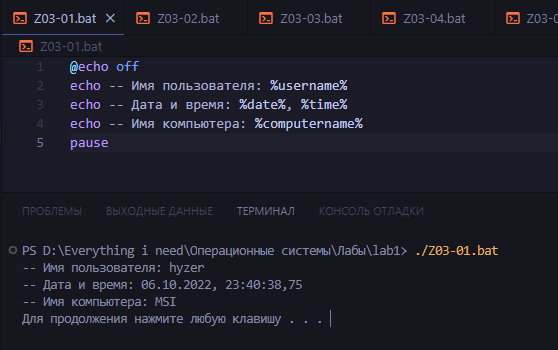 Z03-01.bat Z03-02.bat Z03-03.bat Z03-04.bat
Z03-01.bat
1 @echo off
2 echo -- Имя пользователя: %username%
3 echo -- Дата и время: %date%, %time%
4 echo -- Имя компьютера: %computername%
5 pause
ПРОБЛЕМЫ ВЫХОДНЫЕ ДАННЫЕ ТЕРМИНАЛ КОНСОЛЬ ОТЛАДКИ
PS D:\Everything i need\Операционные системы\Лабы\lab1> ./Z03-01.bat
-- Имя пользователя: hyzer
-- Дата и время: 06.10.2022, 23:40:38,75
-- Имя компьютера: MSI
Для продолжения нажмите любую клавишу . . .